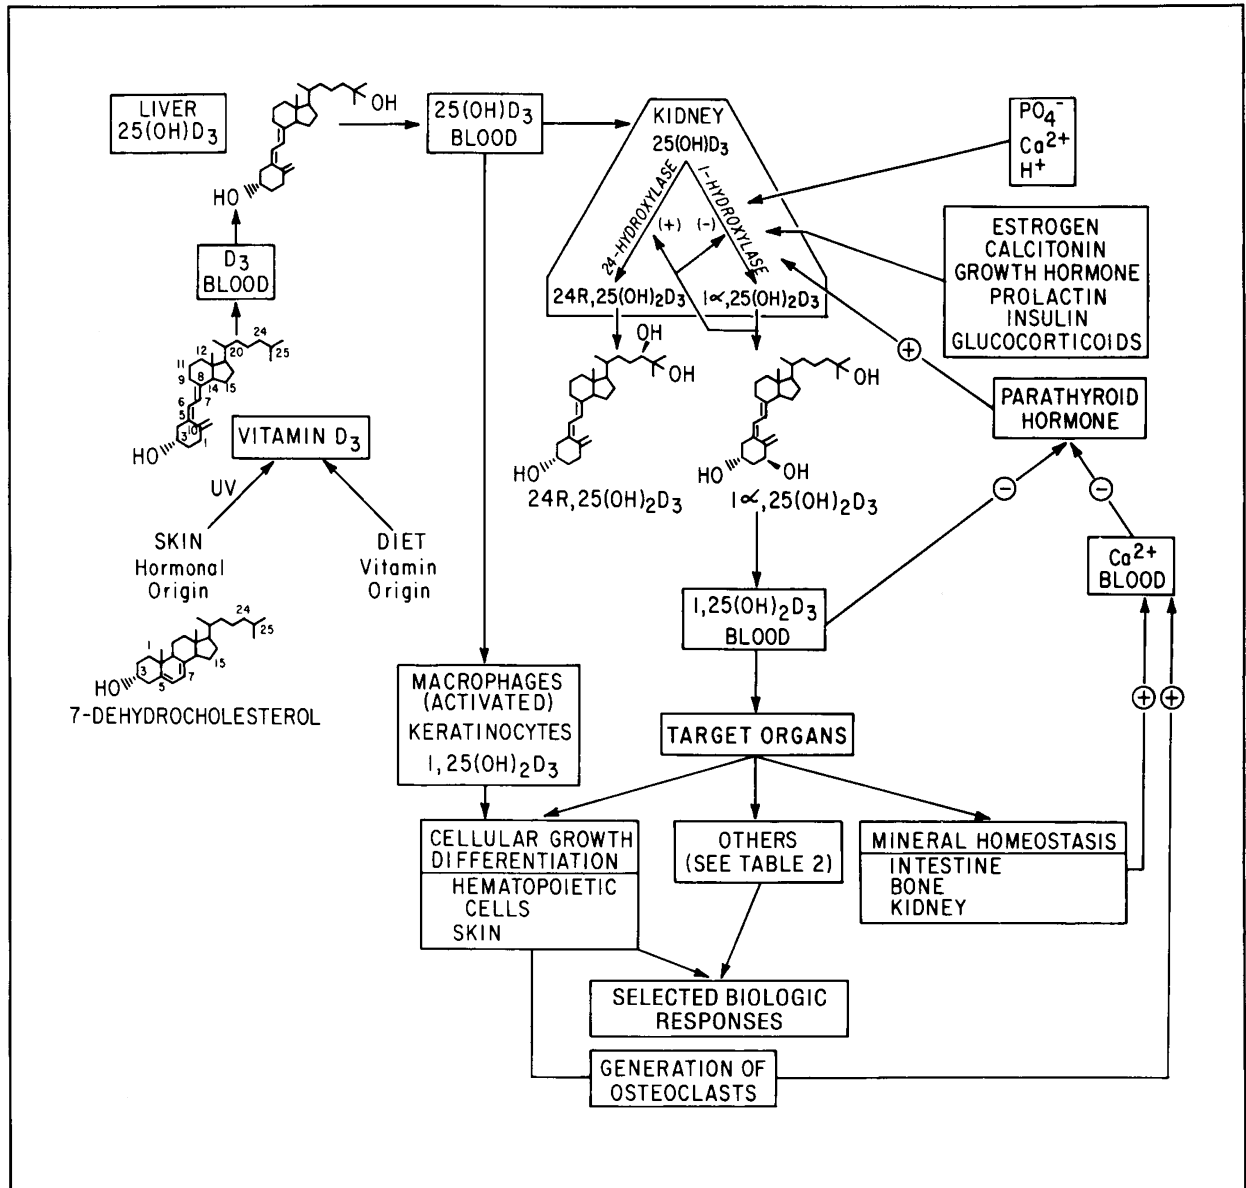 LIVER
25(OH)D₃
OH
HO
25(OH)D₃
BLOOD
KIDNEY
25(OH)D₃
24-HYDROXYLASE
1-HYDROXYLASE
(+) (-)
24R,25(OH)₂D₃
1∝,25(OH)₂D₃
PO₄⁻
Ca²⁺
H⁺
ESTROGEN
CALCITONIN
GROWTH HORMONE
PROLACTIN
INSULIN
GLUCOCORTICOIDS
D₃
BLOOD
24
12
20
25
11
9
8
14
15
6
7
5
10
3
1
HO
VITAMIN D₃
UV
SKIN
Hormonal
Origin
DIET
Vitamin
Origin
24
25
1
3
15
5
7
HO
7-DEHYDROCHOLESTEROL
OH
OH
HO
24R,25(OH)₂D₃
OH
HO
OH
1∝,25(OH)₂D₃
+
PARATHYROID
HORMONE
−
−
Ca²⁺
BLOOD
1,25(OH)₂D₃
BLOOD
+
+
MACROPHAGES
(ACTIVATED)
KERATINOCYTES
1,25(OH)₂D₃
TARGET ORGANS
CELLULAR GROWTH
DIFFERENTIATION
HEMATOPOIETIC
CELLS
SKIN
OTHERS
(SEE TABLE 2)
MINERAL HOMEOSTASIS
INTESTINE
BONE
KIDNEY
SELECTED BIOLOGIC
RESPONSES
GENERATION OF
OSTEOCLASTS